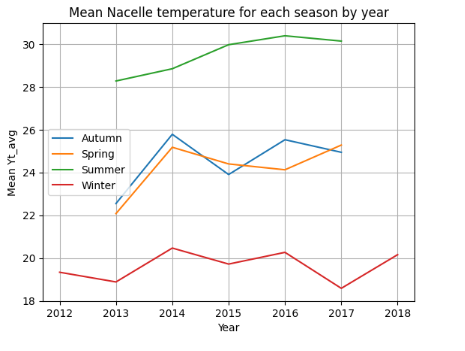 Mean Nacelle temperature for each season by year
Mean Yt_avg
30
28
26
24
22
20
18
Autumn
Spring
Summer
Winter
2012 2013 2014 2015 2016 2017 2018
Year